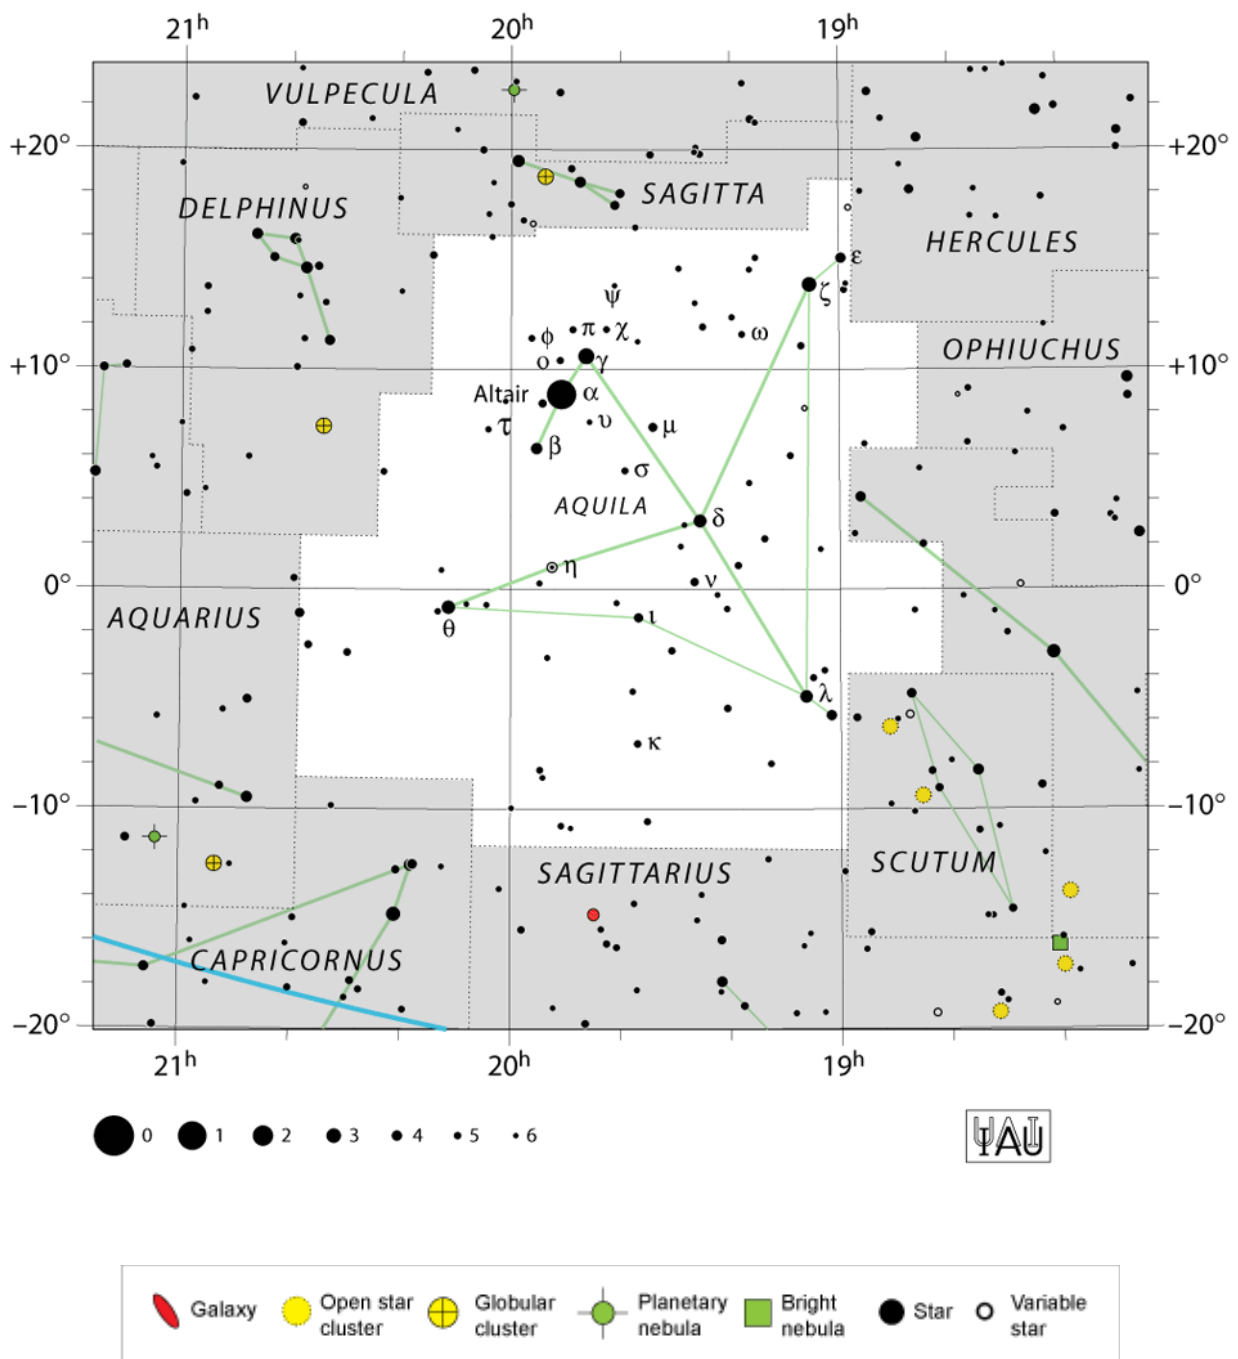 21h 20h 19h
VULPECULA
+20° +20°
SAGITTA
DELPHINUS
HERCULES
ε
ζ
ψ
ϕ π χ ω
OPHIUCHUS
ο γ
+10° +10°
Altair α
τ υ μ
β
σ
AQUILA
δ
η
ν
0° 0°
AQUARIUS
θ ι
λ
κ
−10° −10°
SAGITTARIUS
SCUTUM
CAPRICORNUS
−20° −20°
21h 20h 19h
0 1 2 3 4 5 6
IAU
Galaxy
Open star
cluster
Globular
cluster
Planetary
nebula
Bright
nebula
Star
Variable
star